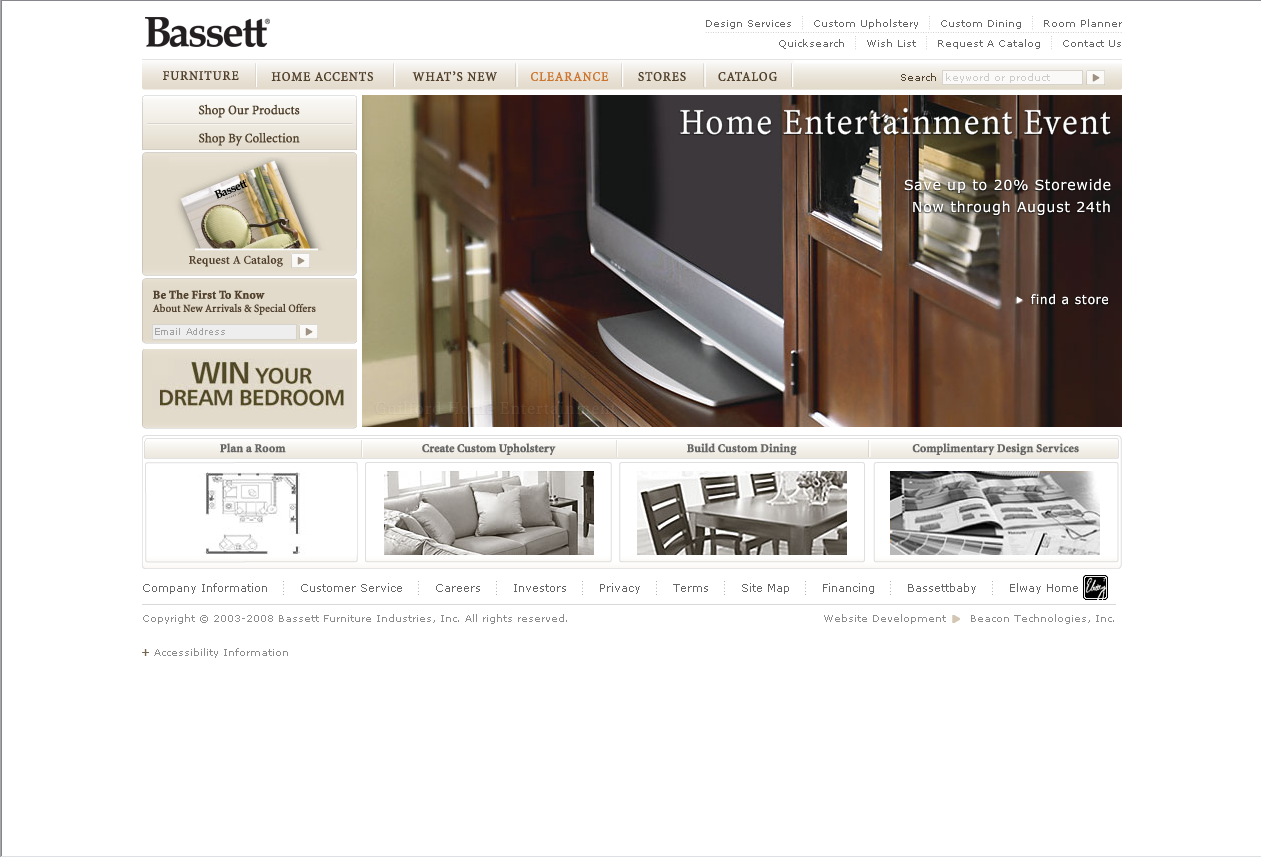 Bassett®
Design Services Custom Upholstery Custom Dining Room Planner
Quicksearch Wish List Request A Catalog Contact Us
FURNITURE HOME ACCENTS WHAT'S NEW CLEARANCE STORES CATALOG Search keyword or product
Shop Our Products
Shop By Collection
Bassett
Request A Catalog
Be The First To Know
About New Arrivals & Special Offers
Email Address
WIN YOUR
DREAM BEDROOM
Home Entertainment Event
Save up to 20% Storewide
Now through August 24th
find a store
Entertainment
Plan a Room Create Custom Upholstery Build Custom Dining Complimentary Design Services
Company Information Customer Service Careers Investors Privacy Terms Site Map Financing Bassettbaby Elway Home Elway
Copyright © 2003-2008 Bassett Furniture Industries, Inc. All rights reserved. Website Development Beacon Technologies, Inc.
+ Accessibility Information